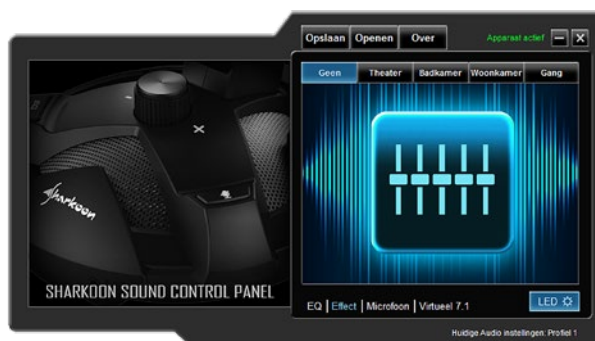 Opslaan Openen Over Apparaat actief
Geen Theater Badkamer Woonkamer Gang
Sharkoon
SHARKOON SOUND CONTROL PANEL
EQ | Effect | Microfoon | Virtueel 7.1
LED
Huidige Audio instellingen: Profiel 1